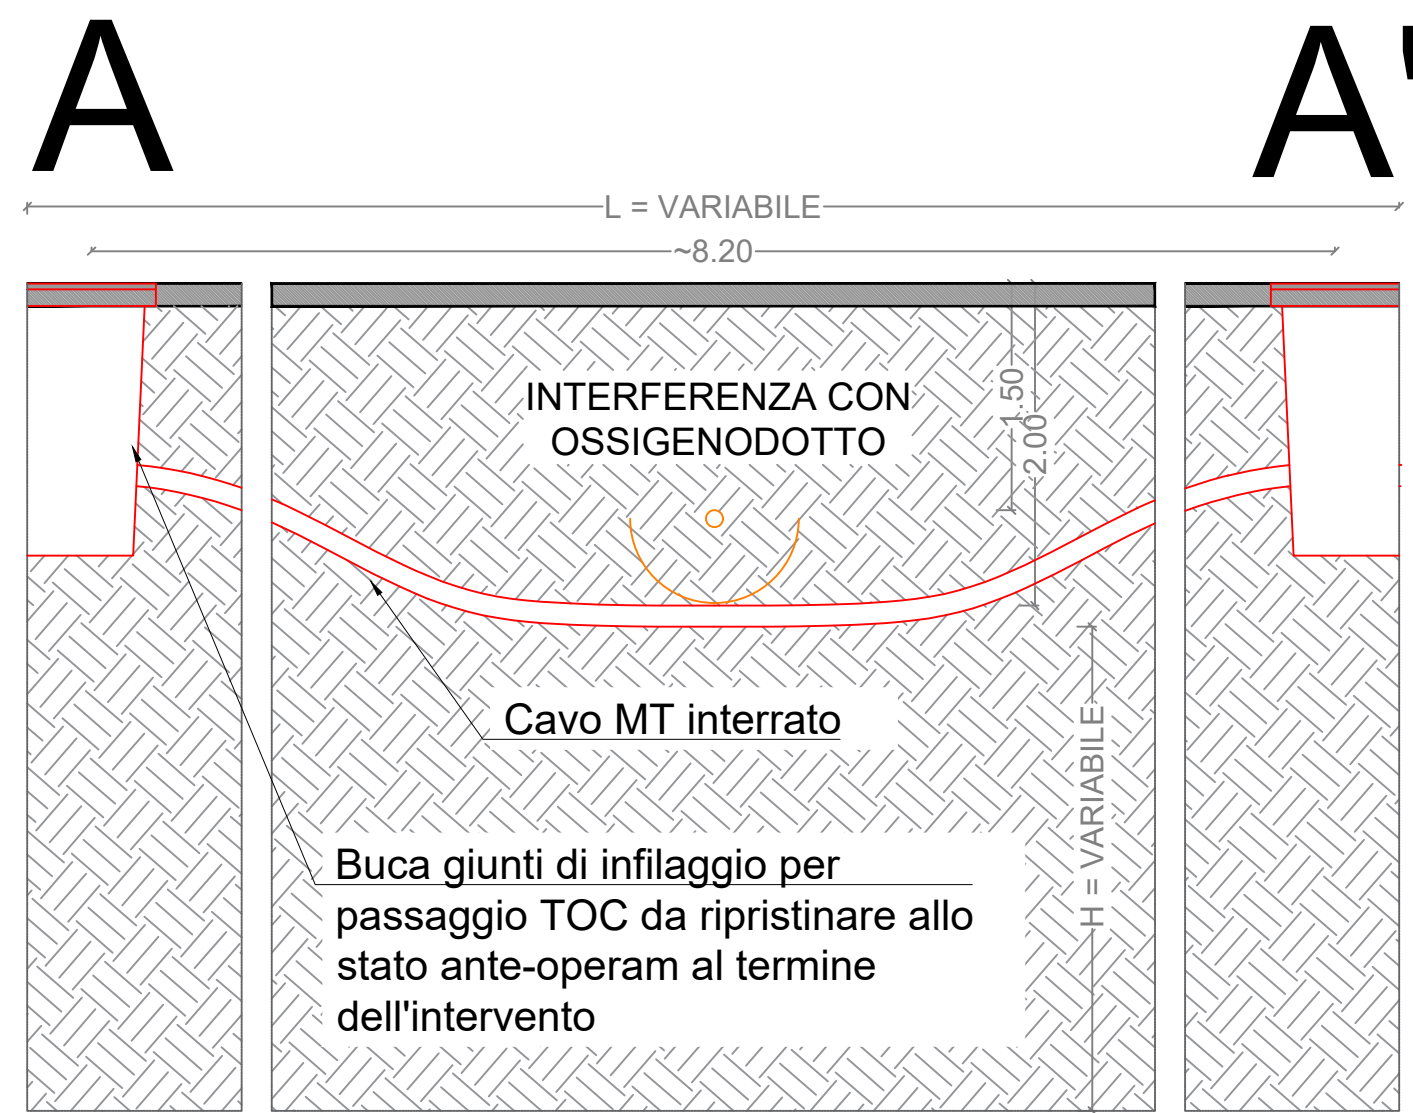 A
A'
L = VARIABILE
~8.20
INTERFERENZA CON
OSSIGENODOTTO
1.50
2.00
Cavo MT interrato
H = VARIABILE
Buca giunti di infilaggio per
passaggio TOC da ripristinare allo
stato ante-operam al termine
dell'intervento